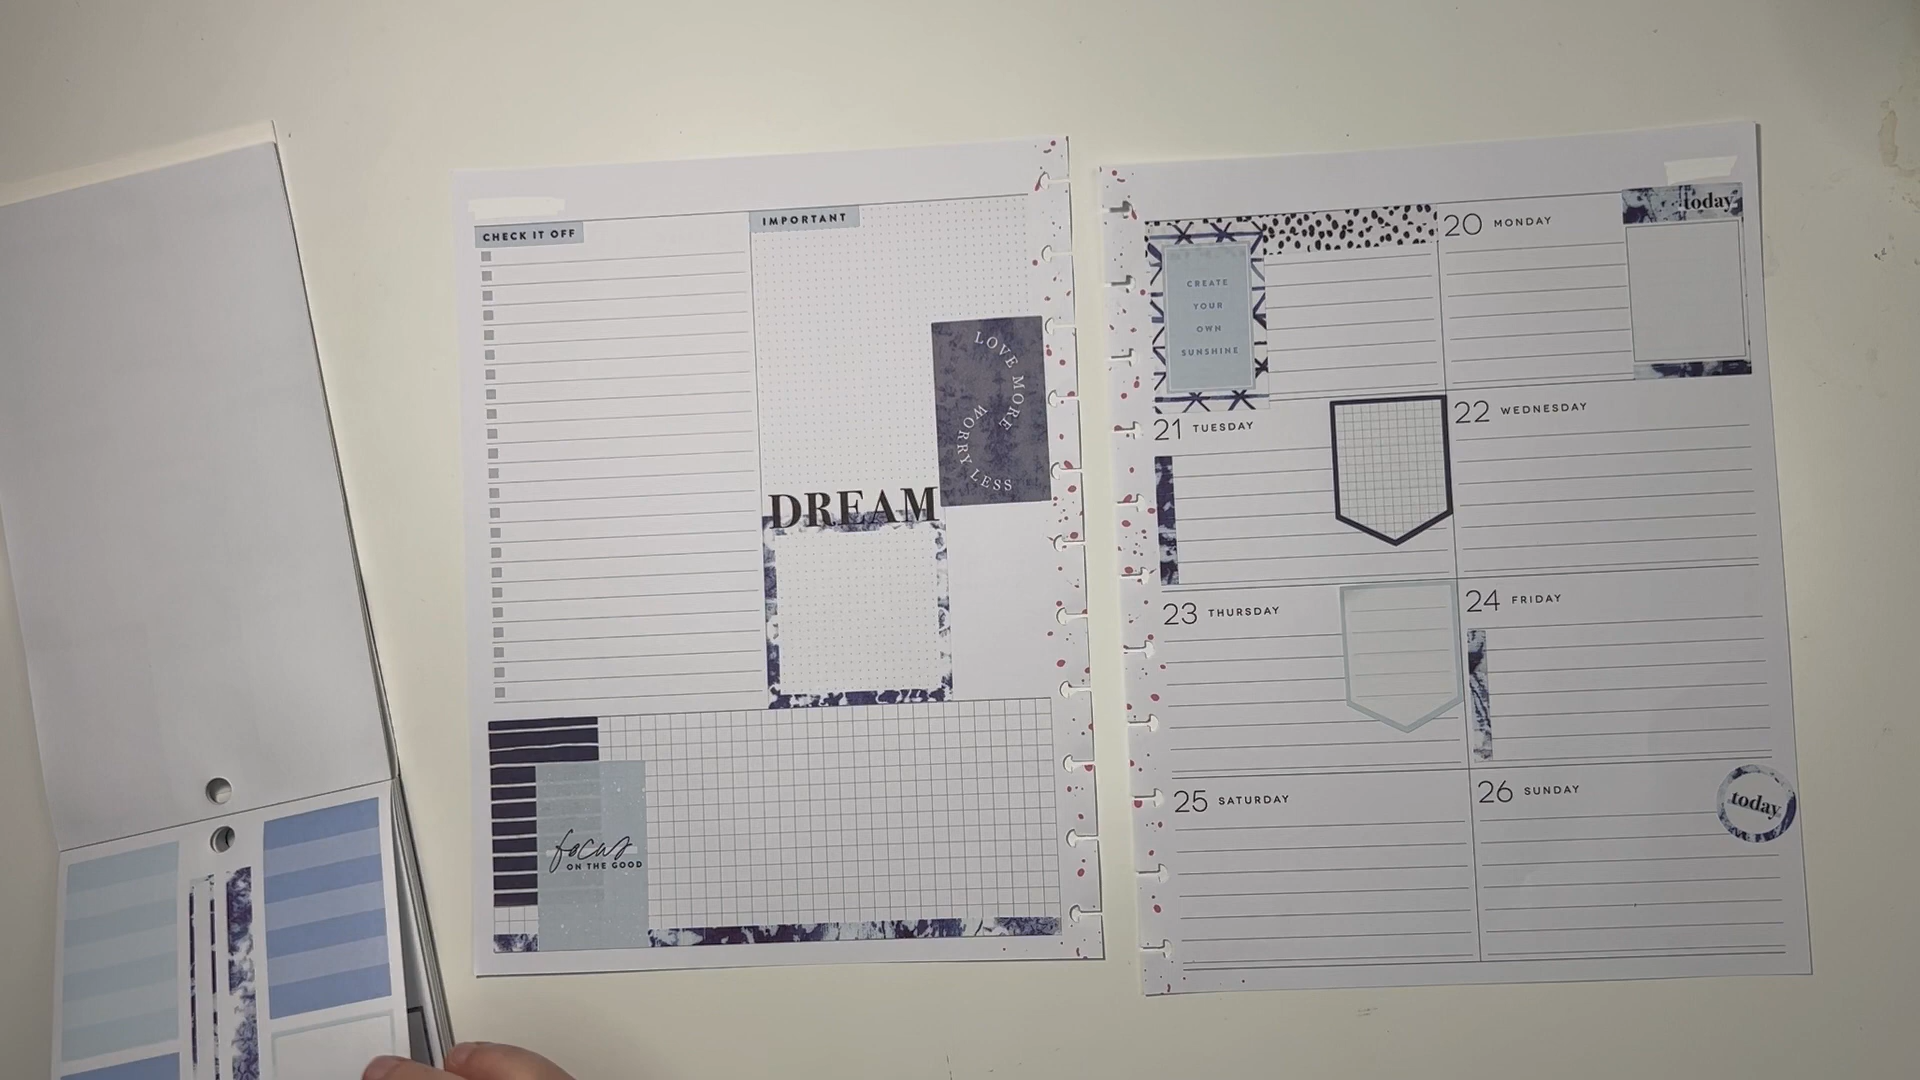 CHECK IT OFF
IMPORTANT
LOVE MORE
WORRY LESS
DREAM
focus
ON THE GOOD
CREATE
YOUR
OWN
SUNSHINE
20 MONDAY
today
21 TUESDAY
22 WEDNESDAY
23 THURSDAY
24 FRIDAY
25 SATURDAY
26 SUNDAY
today